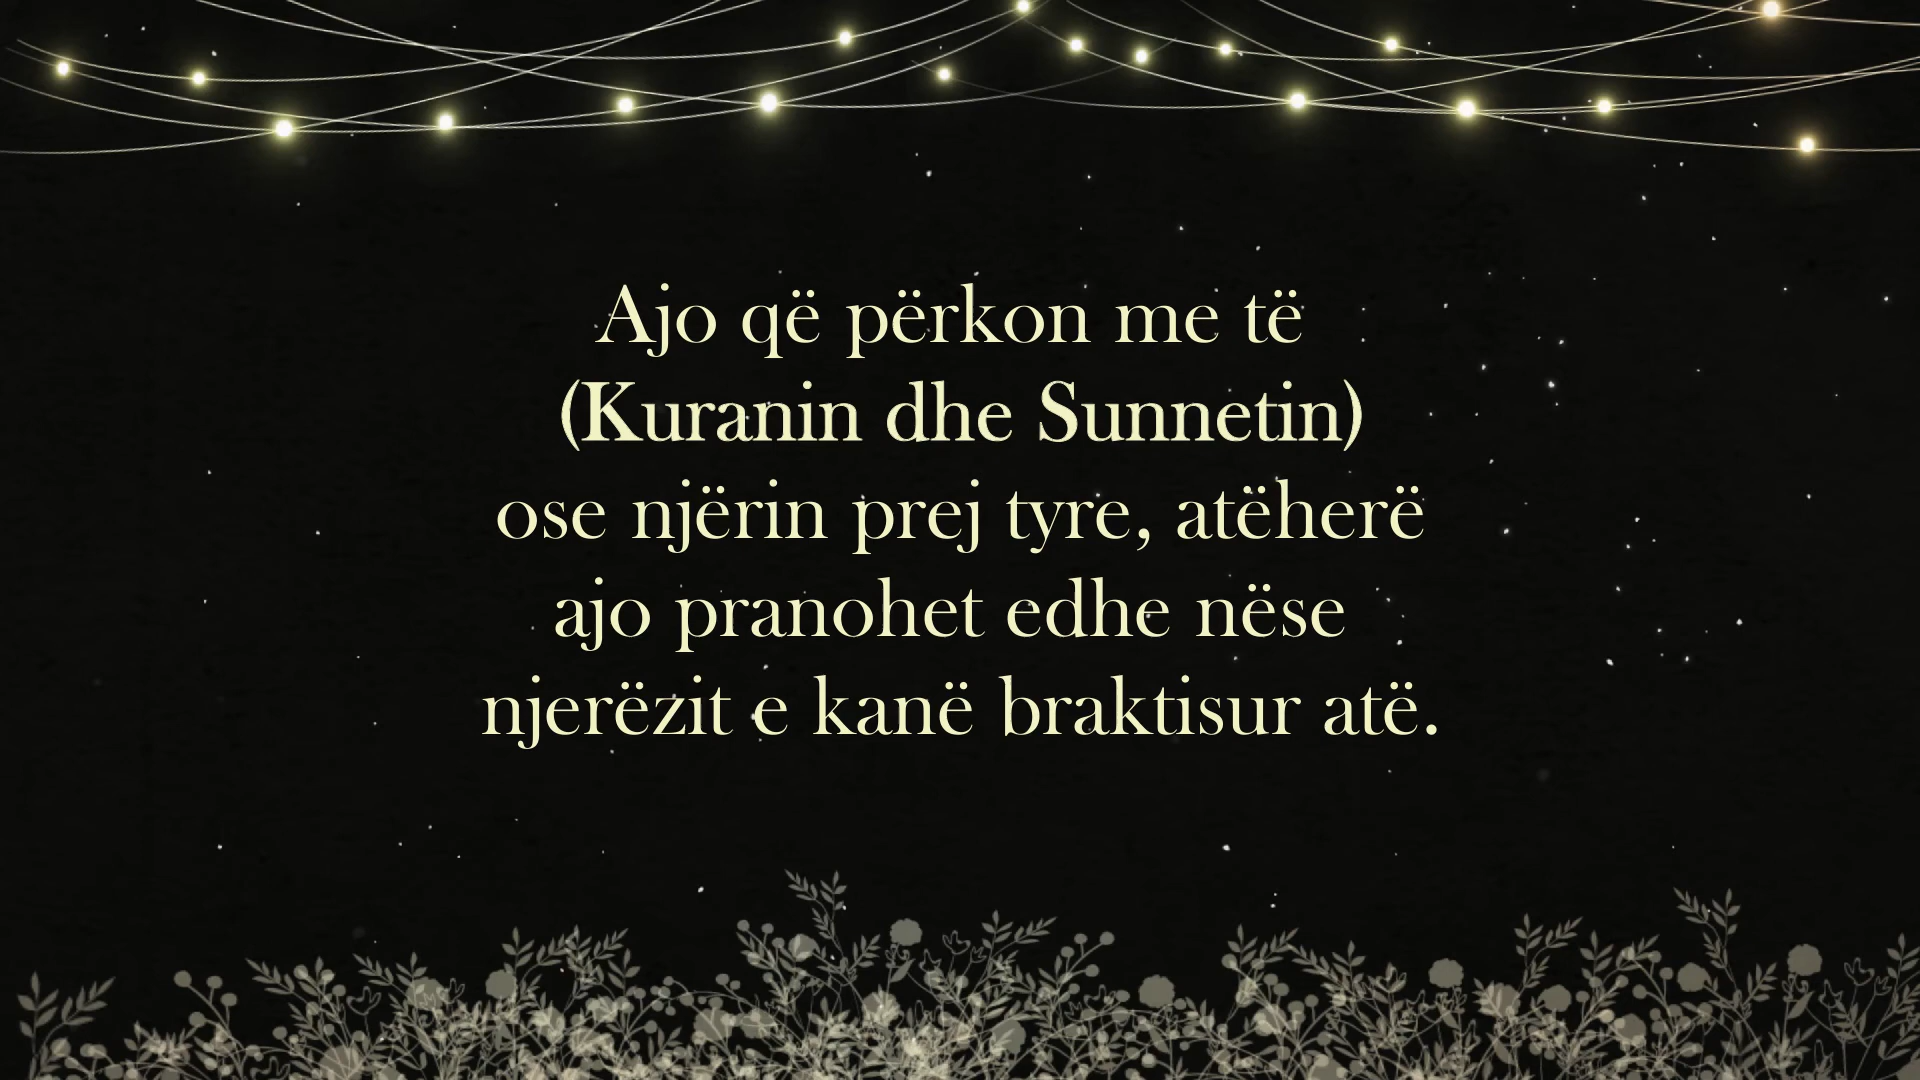 Ajo që përkon me të
(Kuranin dhe Sunnetin)
ose njërin prej tyre, atëherë
ajo pranohet edhe nëse
njerëzit e kanë braktisur atë.